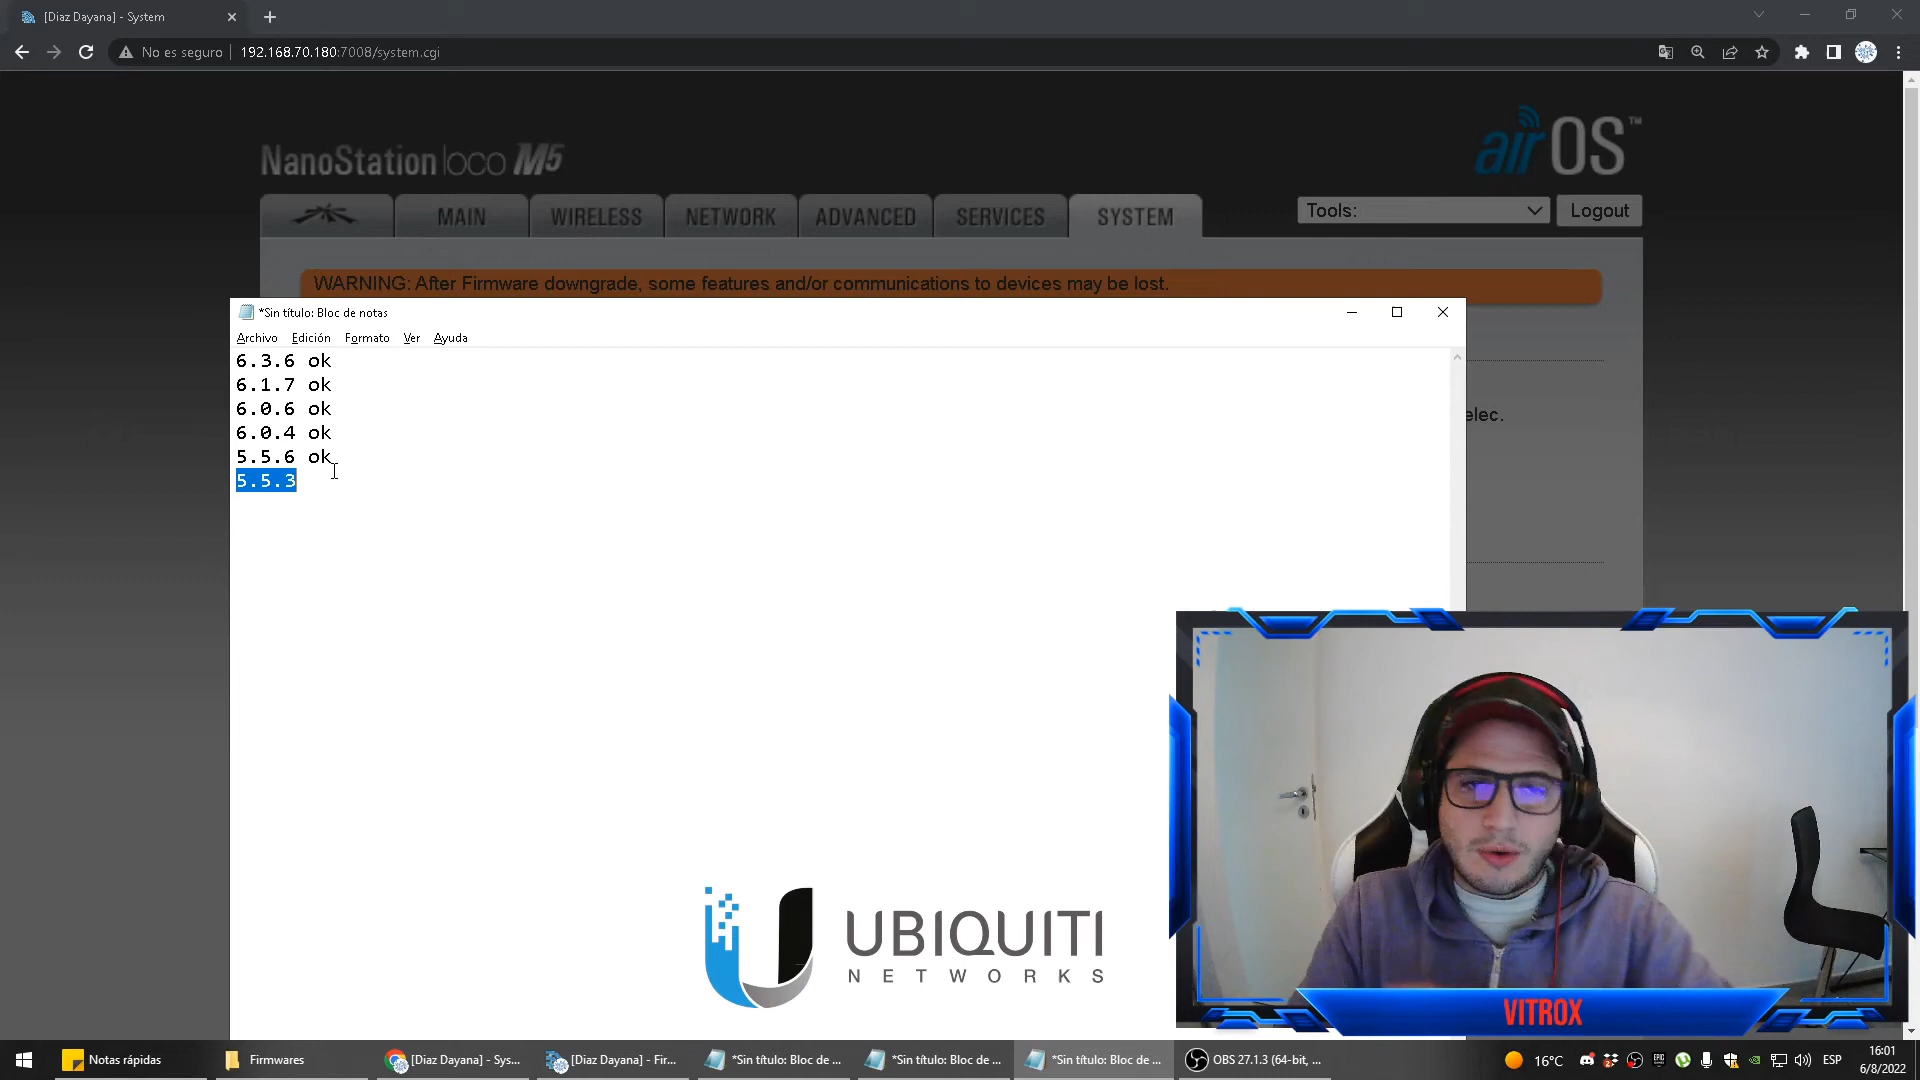 [Diaz Dayana] - System
No es seguro
192.168.70.180:7008/system.cgi
NanoStation loco M5
airOS™
MAIN
WIRELESS
NETWORK
ADVANCED
SERVICES
SYSTEM
Tools:
Logout
WARNING: After Firmware downgrade, some features and/or communications to devices may be lost.
*Sin título: Bloc de notas
Archivo Edición Formato Ver Ayuda
6.3.6 ok
6.1.7 ok
6.0.6 ok
6.0.4 ok
5.5.6 ok
5.5.3
elec.
UBIQUITI
NETWORKS
VITROX
Notas rápidas
Firmwares
[Diaz Dayana] - Sys...
[Diaz Dayana] - Fir...
*Sin título: Bloc de ...
*Sin título: Bloc de ...
*Sin título: Bloc de ...
OBS 27.1.3 (64-bit, ...
16°C
ESP
16:01
6/8/2022